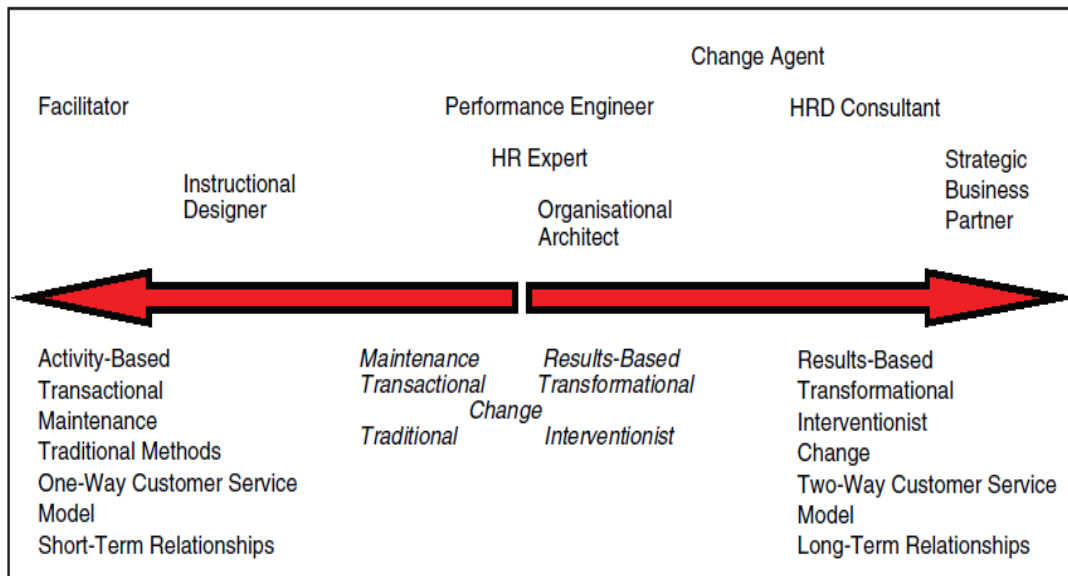 Change Agent
Facilitator
Performance Engineer
HRD Consultant
HR Expert
Strategic
Business
Partner
Instructional
Designer
Organisational
Architect
Activity-Based
Transactional
Maintenance
Traditional Methods
One-Way Customer Service
Model
Short-Term Relationships
Maintenance Results-Based
Transactional Transformational
Change
Traditional Interventionist
Results-Based
Transformational
Interventionist
Change
Two-Way Customer Service
Model
Long-Term Relationships